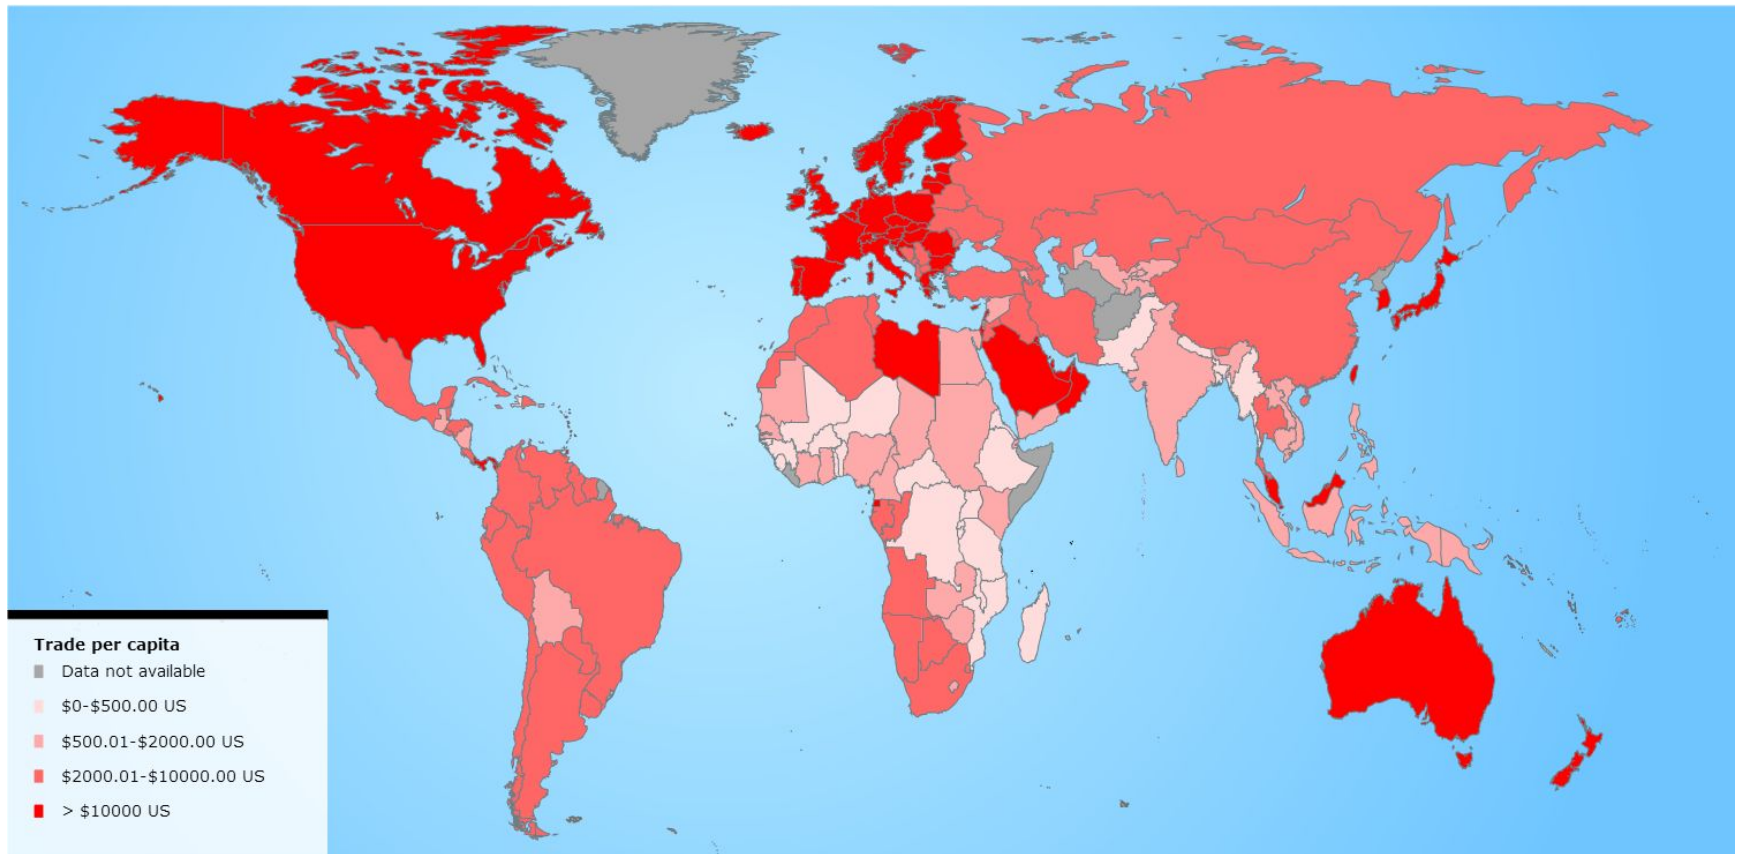 Trade per capita
Data not available
$0-$500.00 US
$500.01-$2000.00 US
$2000.01-$10000.00 US
> $10000 US